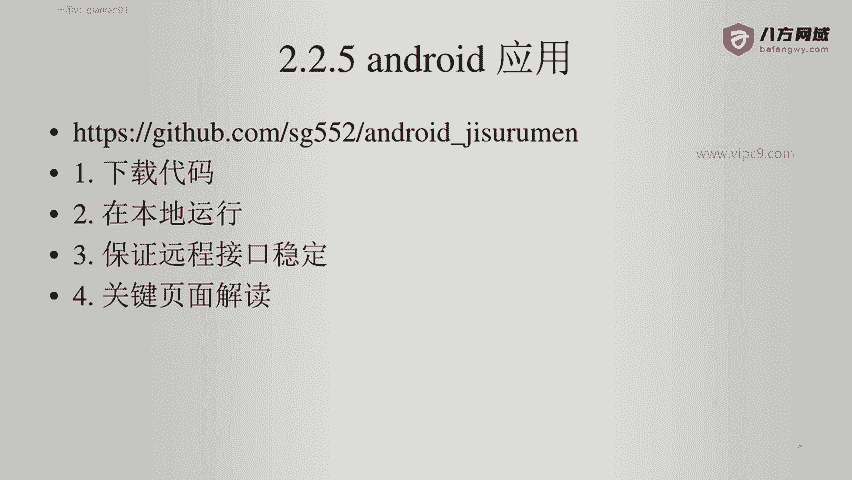 八方网域
bafangwy.com
2.2.5 android 应用
• https://github.com/sg552/android_jisurumen
www.vipc9.com
• 1. 下载代码
• 2. 在本地运行
• 3. 保证远程接口稳定
• 4. 关键页面解读